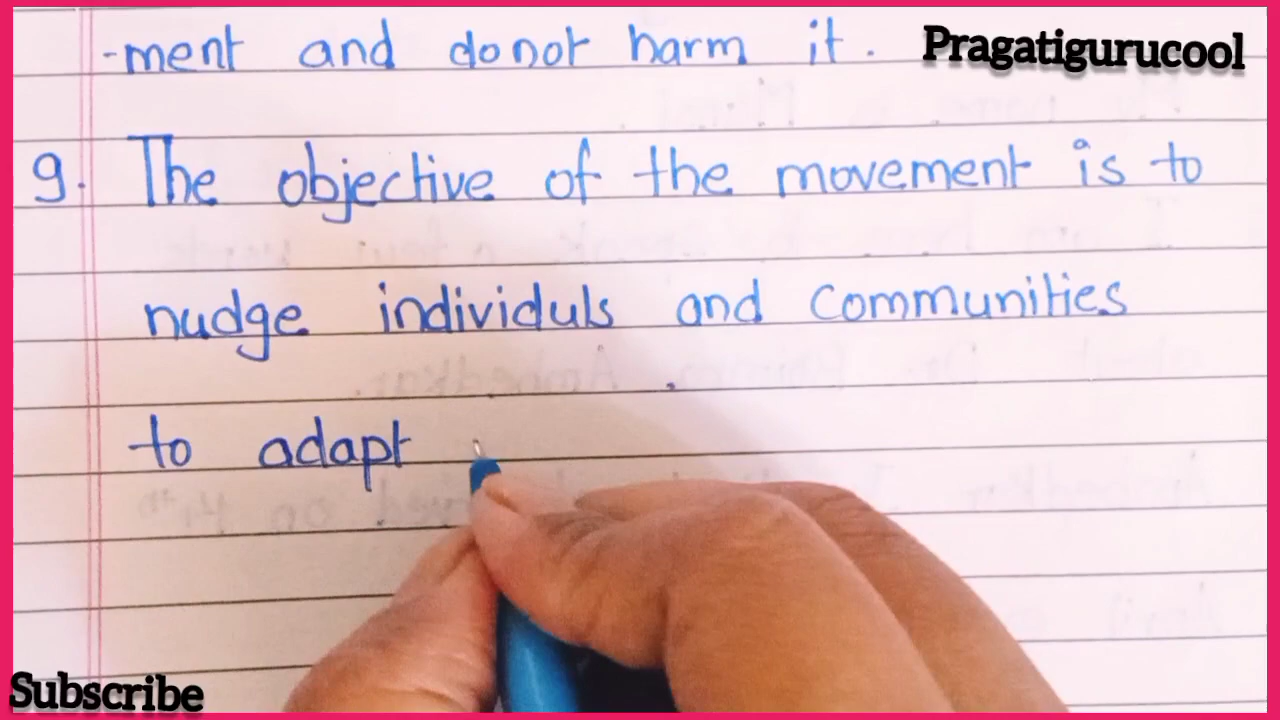 -ment and donot harm it.
Pragatigurucool
9. The objective of the movement is to
nudge individuls and communities
to adapt
Subscribe